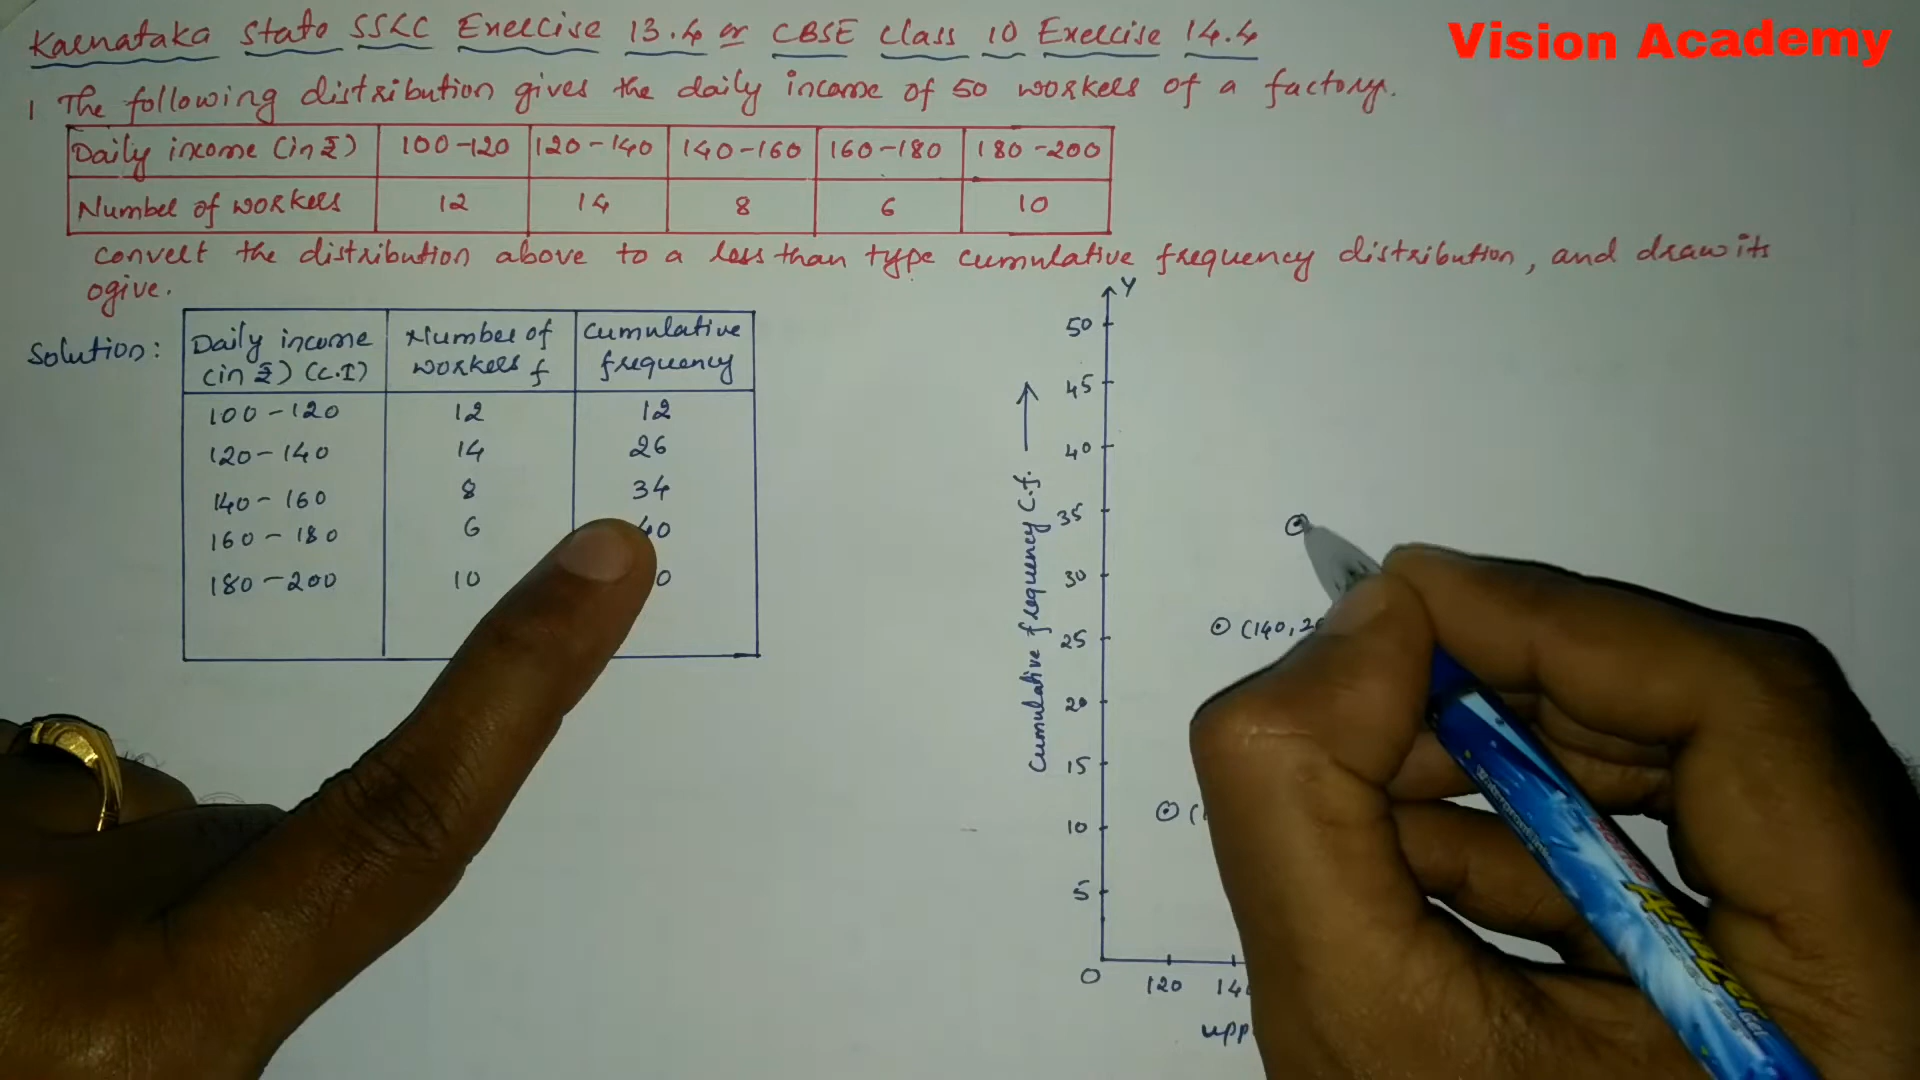 Karnataka State SSLC Exercise 13.4 or CBSE class 10 Exercise 14.4
Vision Academy
1 The following distribution gives the daily income of 50 workers of a factory.
Daily income (in ₹) 100-120 120-140 140-160 160-180 180-200
Number of workers 12 14 8 6 10
convert the distribution above to a less than type cumulative frequency distribution, and draw its
ogive.
Solution:
Daily income (in ₹) (C.I) Number of workers f Cumulative frequency
100-120 12 12
120-140 14 26
140-160 8 34
160-180 6 40
180-200 10
Y
50
45
40
35
30
25
20
15
10
5
0
Cumulative frequency C.f.
(140, 2
120